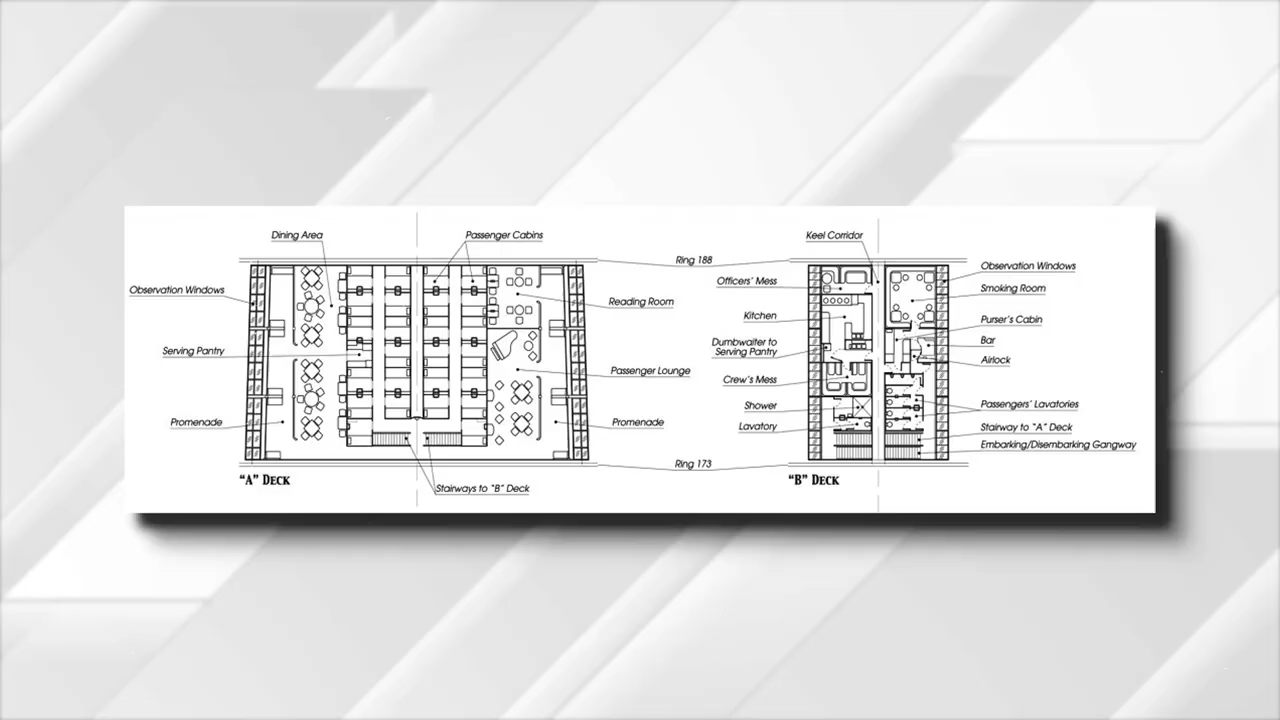 Dining Area
Passenger Cabins
Observation Windows
Serving Pantry
Promenade
Ring 188
Reading Room
Passenger Lounge
Promenade
Ring 173
"A" Deck
Stairways to "B" Deck
Keel Corridor
Officers' Mess
Kitchen
Dumbwaiter to
Serving Pantry
Crew's Mess
Shower
Lavatory
Observation Windows
Smoking Room
Purser's Cabin
Bar
Airlock
Passengers' Lavatories
Stairway to "A" Deck
Embarking/Disembarking Gangway
"B" Deck